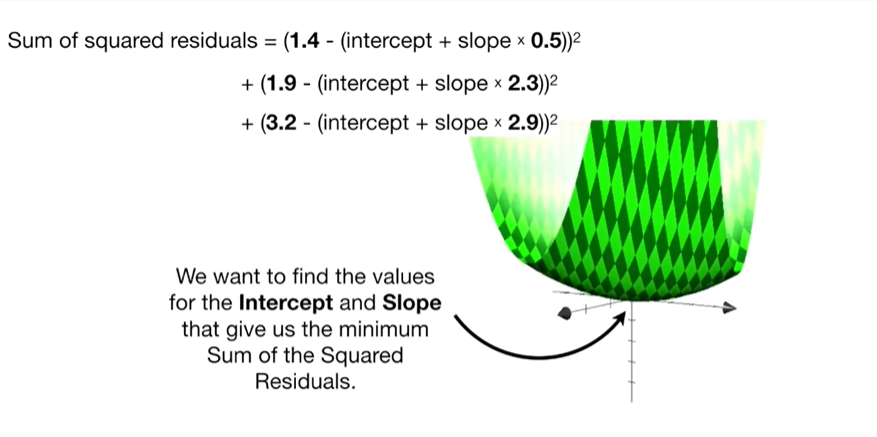 Sum of squared residuals = (1.4 - (intercept + slope × 0.5))²
+ (1.9 - (intercept + slope × 2.3))²
+ (3.2 - (intercept + slope × 2.9))²
We want to find the values
for the Intercept and Slope
that give us the minimum
Sum of the Squared
Residuals.